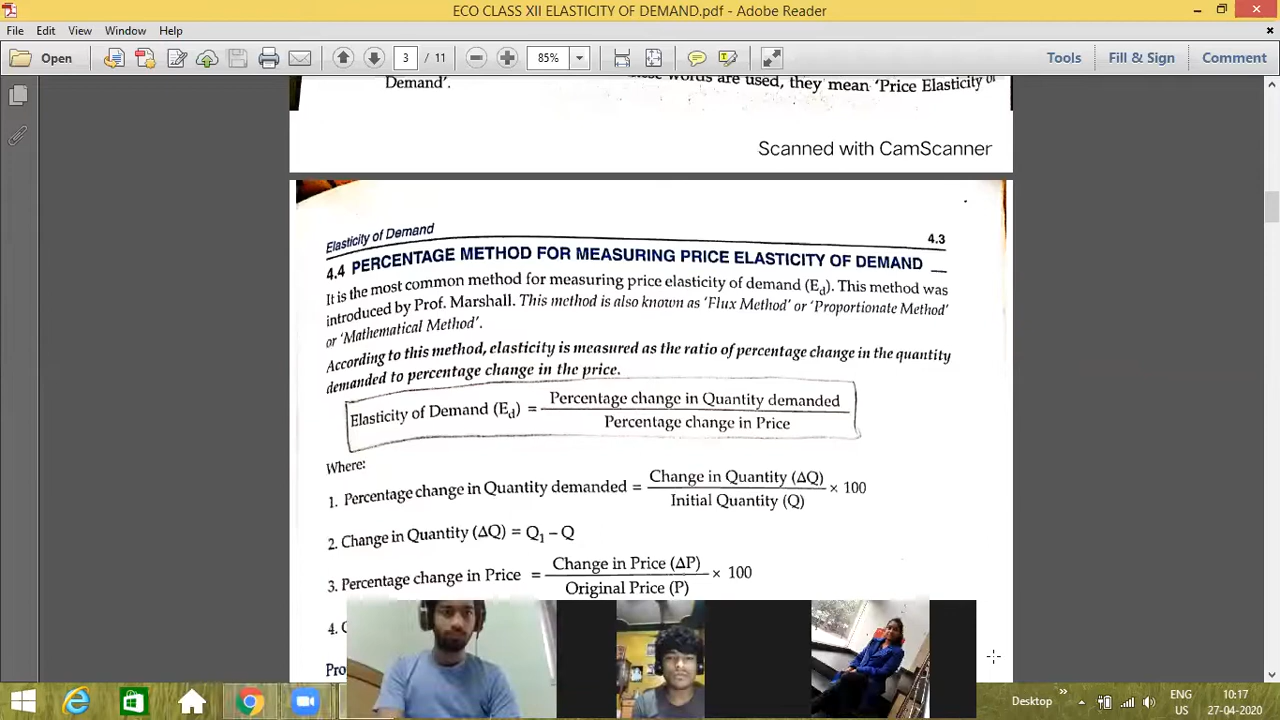 ECO CLASS XII ELASTICITY OF DEMAND.pdf - Adobe Reader
File Edit View Window Help
Open 3 / 11 85% Tools Fill & Sign Comment
words are used, they mean 'Price Elasticity of
Demand'.
Scanned with CamScanner
Elasticity of Demand 4.3
4.4 PERCENTAGE METHOD FOR MEASURING PRICE ELASTICITY OF DEMAND
It is the most common method for measuring price elasticity of demand (Ed). This method was
introduced by Prof. Marshall. This method is also known as 'Flux Method' or 'Proportionate Method'
or 'Mathematical Method'.
According to this method, elasticity is measured as the ratio of percentage change in the quantity
demanded to percentage change in the price.
Elasticity of Demand (Ed) = Percentage change in Quantity demanded
Percentage change in Price
Where:
1. Percentage change in Quantity demanded = Change in Quantity (ΔQ) × 100
Initial Quantity (Q)
2. Change in Quantity (ΔQ) = Q1 – Q
3. Percentage change in Price = Change in Price (ΔP) × 100
Original Price (P)
4.
Desktop ENG 10:17
US 27-04-2020